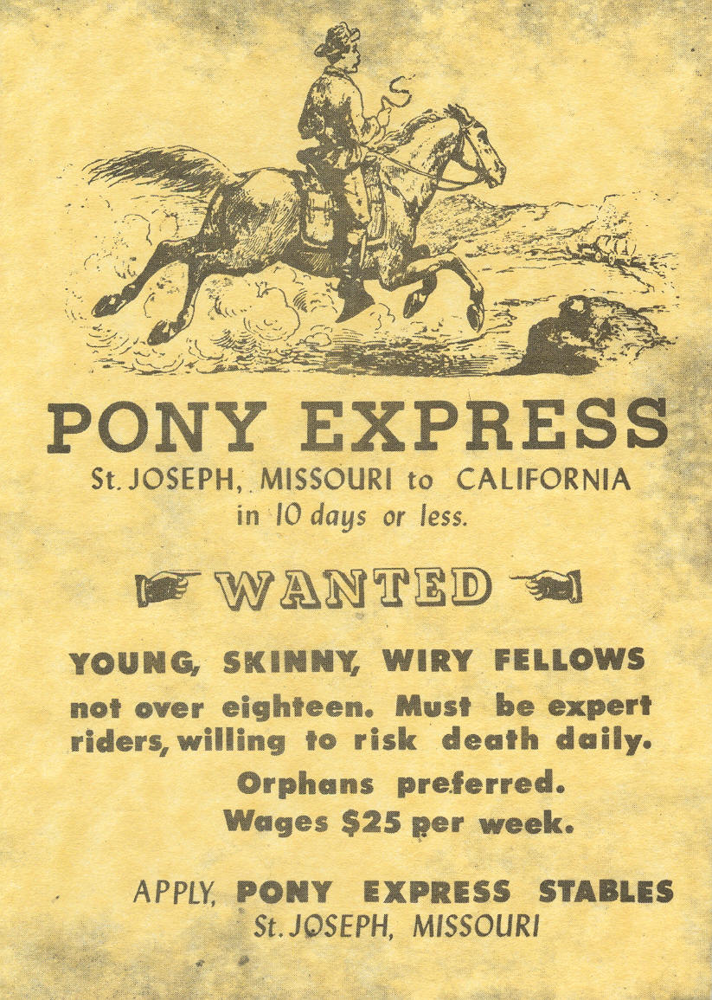 PONY EXPRESS
St. JOSEPH, MISSOURI to CALIFORNIA
in 10 days or less.
WANTED
YOUNG, SKINNY, WIRY FELLOWS
not over eighteen. Must be expert
riders, willing to risk death daily.
Orphans preferred.
Wages $25 per week.
APPLY, PONY EXPRESS STABLES
St. JOSEPH, MISSOURI